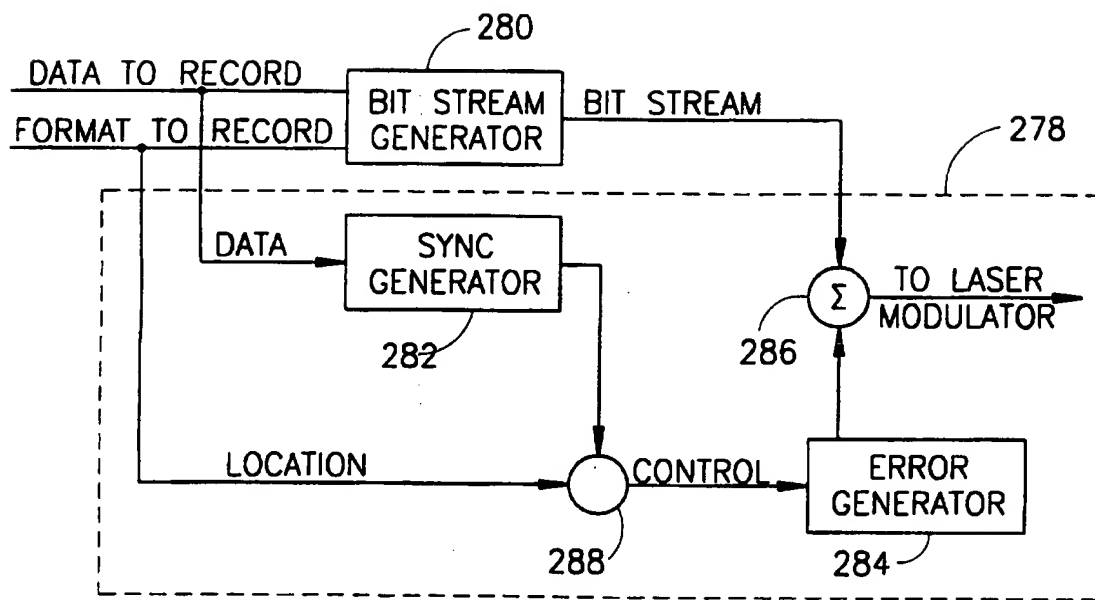 280
DATA TO RECORD
BIT STREAM
GENERATOR
BIT STREAM
FORMAT TO RECORD
278
DATA
SYNC
GENERATOR
282
Σ
TO LASER
MODULATOR
286
LOCATION
CONTROL
ERROR
GENERATOR
288
284